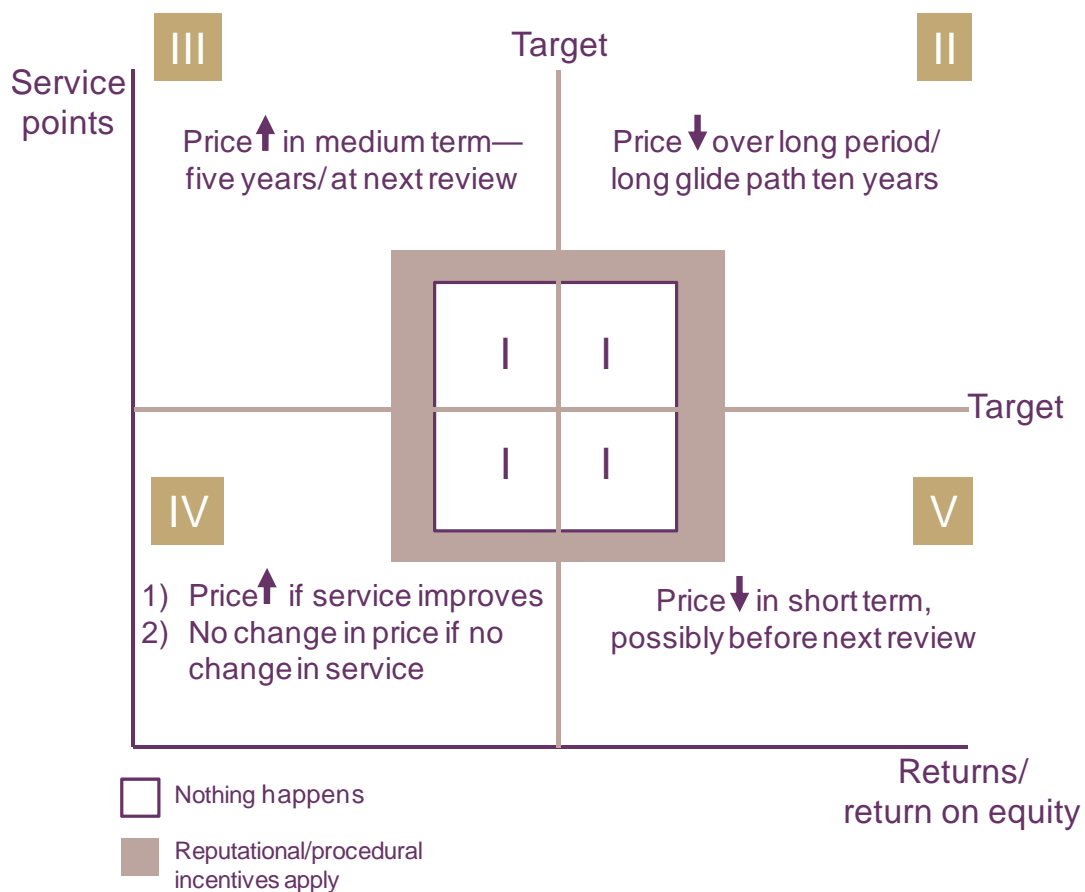 III
Target
II
Service
points
Price ↑ in medium term—
five years/ at next review
Price ↓ over long period/
long glide path ten years
I
I
Target
I
I
IV
V
1) Price ↑ if service improves
2) No change in price if no
change in service
Price ↓ in short term,
possibly before next review
Returns/
return on equity
Nothing happens
Reputational/procedural
incentives apply